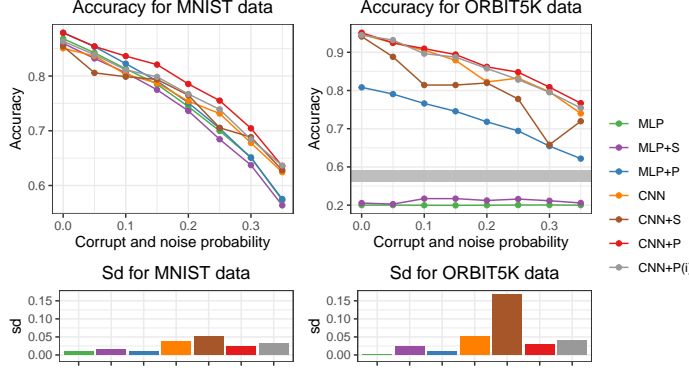 Accuracy for MNIST data
Accuracy for ORBIT5K data
Accuracy
0.8
0.7
0.6
0.0
0.1
0.2
0.3
Corrupt and noise probability
Accuracy
0.9
0.8
0.7
0.6
0.2
0.0
0.1
0.2
0.3
Corrupt and noise probability
MLP
MLP+S
MLP+P
CNN
CNN+S
CNN+P
CNN+P(i)
Sd for MNIST data
Sd for ORBIT5K data
sd
0.15
0.10
0.05
0.00
sd
0.15
0.10
0.05
0.00